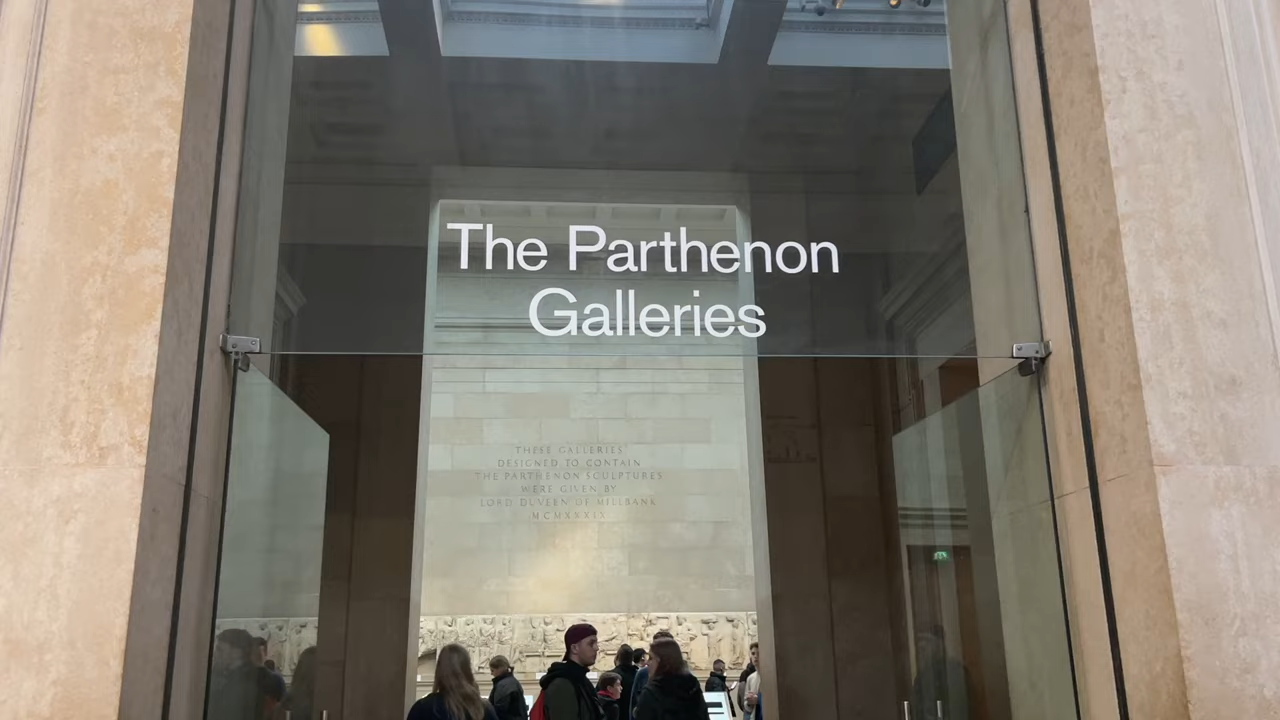 The Parthenon
Galleries
THESE GALLERIES
DESIGNED TO CONTAIN
THE PARTHENON SCULPTURES
WERE GIVEN BY
LORD DUVEEN OF MILLBANK
MCMXXXIX